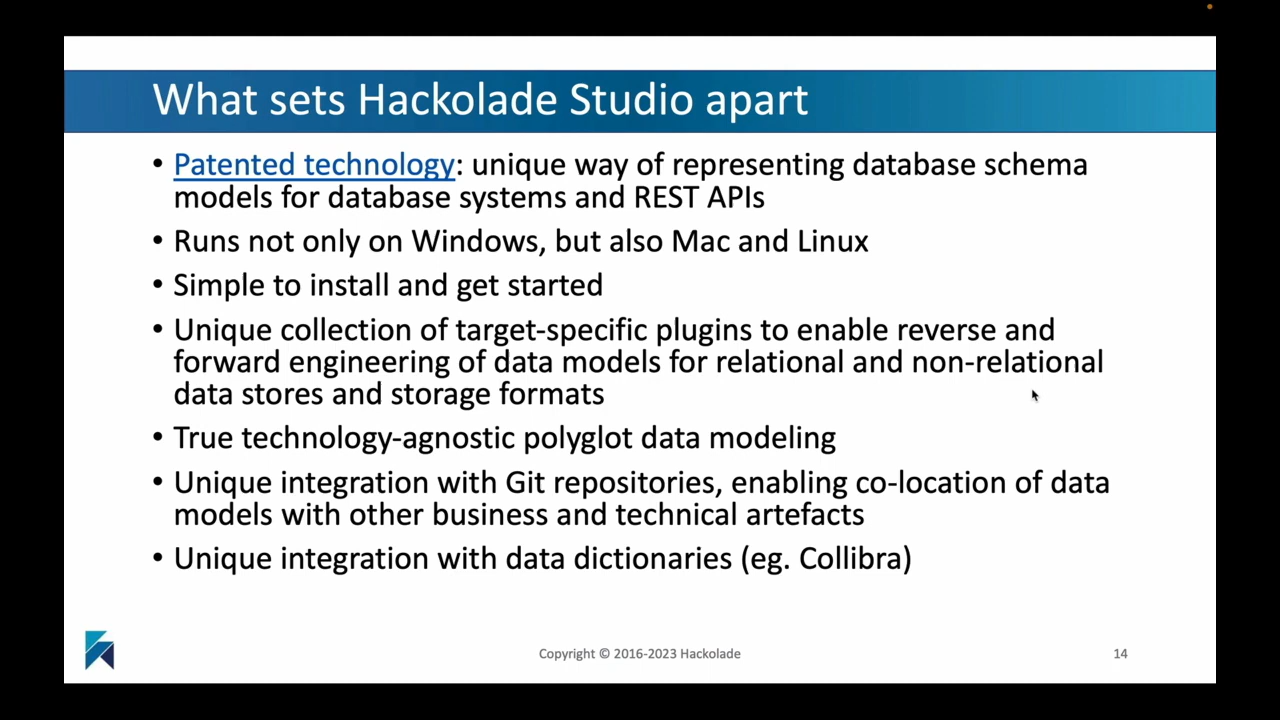 What sets Hackolade Studio apart
• Patented technology: unique way of representing database schema
models for database systems and REST APIs
• Runs not only on Windows, but also Mac and Linux
• Simple to install and get started
• Unique collection of target-specific plugins to enable reverse and
forward engineering of data models for relational and non-relational
data stores and storage formats
• True technology-agnostic polyglot data modeling
• Unique integration with Git repositories, enabling co-location of data
models with other business and technical artefacts
• Unique integration with data dictionaries (eg. Collibra)
Copyright © 2016-2023 Hackolade
14